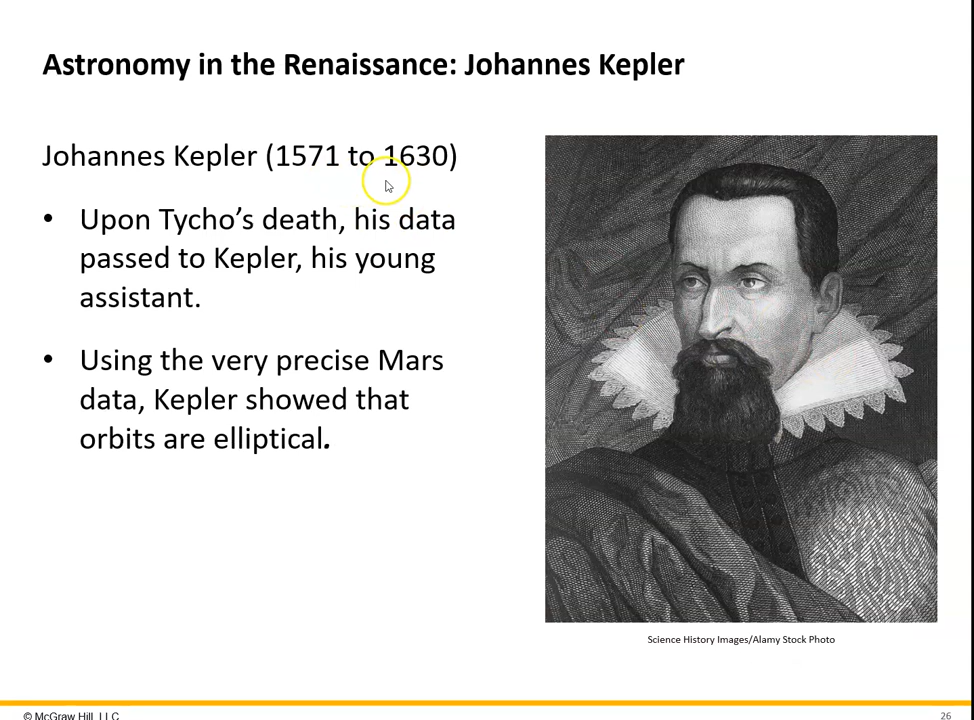 Astronomy in the Renaissance: Johannes Kepler
Johannes Kepler (1571 to 1630)
• Upon Tycho’s death, his data
passed to Kepler, his young
assistant.
• Using the very precise Mars
data, Kepler showed that
orbits are elliptical.
Science History Images/Alamy Stock Photo
© McGraw Hill, LLC
26